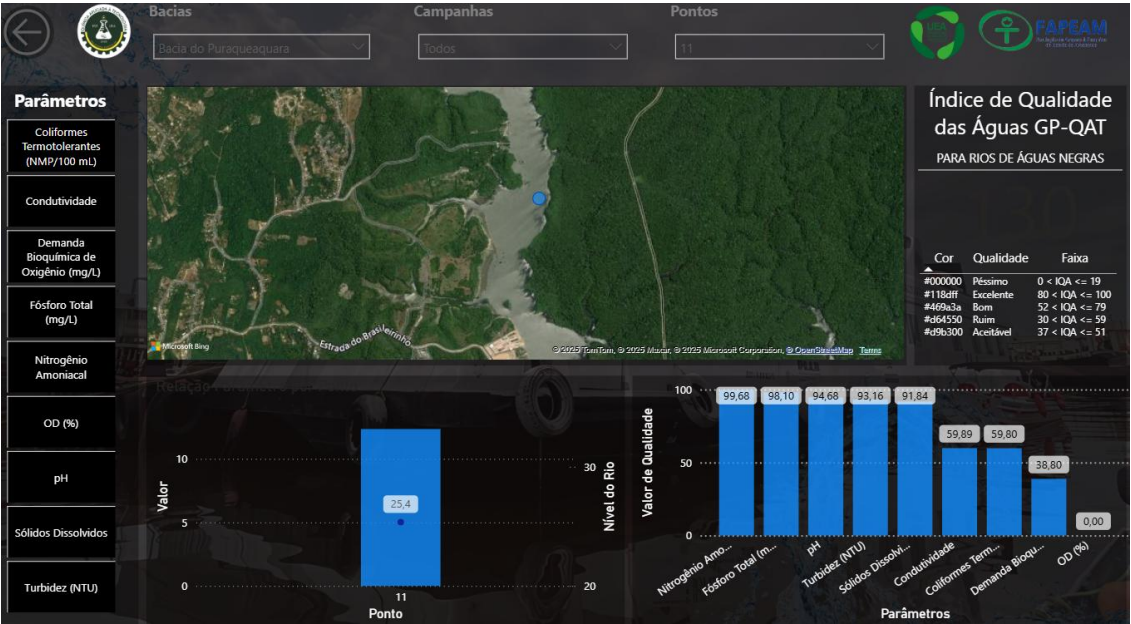 Bacias
Campanhas
Pontos
Bacia do Puraquequara
Todos
11
UEA
FAPEAM
Parâmetros
Coliformes
Termotolerantes
(NMP/100 mL)
Condutividade
Demanda
Bioquímica de
Oxigênio (mg/L)
Fósforo Total
(mg/L)
Nitrogênio
Amoniacal
OD (%)
pH
Sólidos Dissolvidos
Turbidez (NTU)
Estrada do Brasileirinho
Microsoft Bing
© 2025 TomTom, © 2025 Maxar, © 2025 Microsoft Corporation, © OpenStreetMap Terms
Índice de Qualidade
das Águas GP-QAT
PARA RIOS DE ÁGUAS NEGRAS
Cor Qualidade Faixa
#000000 Péssimo 0 < IQA <= 19
#118dff Excelente 80 < IQA <= 100
#469a3a Bom 52 < IQA <= 79
#d64550 Ruim 30 < IQA <= 59
#d9b300 Aceitável 37 < IQA <= 51
Valor
10
5
0
25,4
30
20
Nível do Rio
11
Ponto
Valor de Qualidade
100
50
0
99,68 98,10 94,68 93,16 91,84 59,89 59,80 38,80 0,00
Nitrogênio Amo...
Fósforo Total (m...
pH
Turbidez (NTU)
Sólidos Dissolvi...
Condutividade
Coliformes Term...
Demanda Bioqu...
OD (%)
Parâmetros